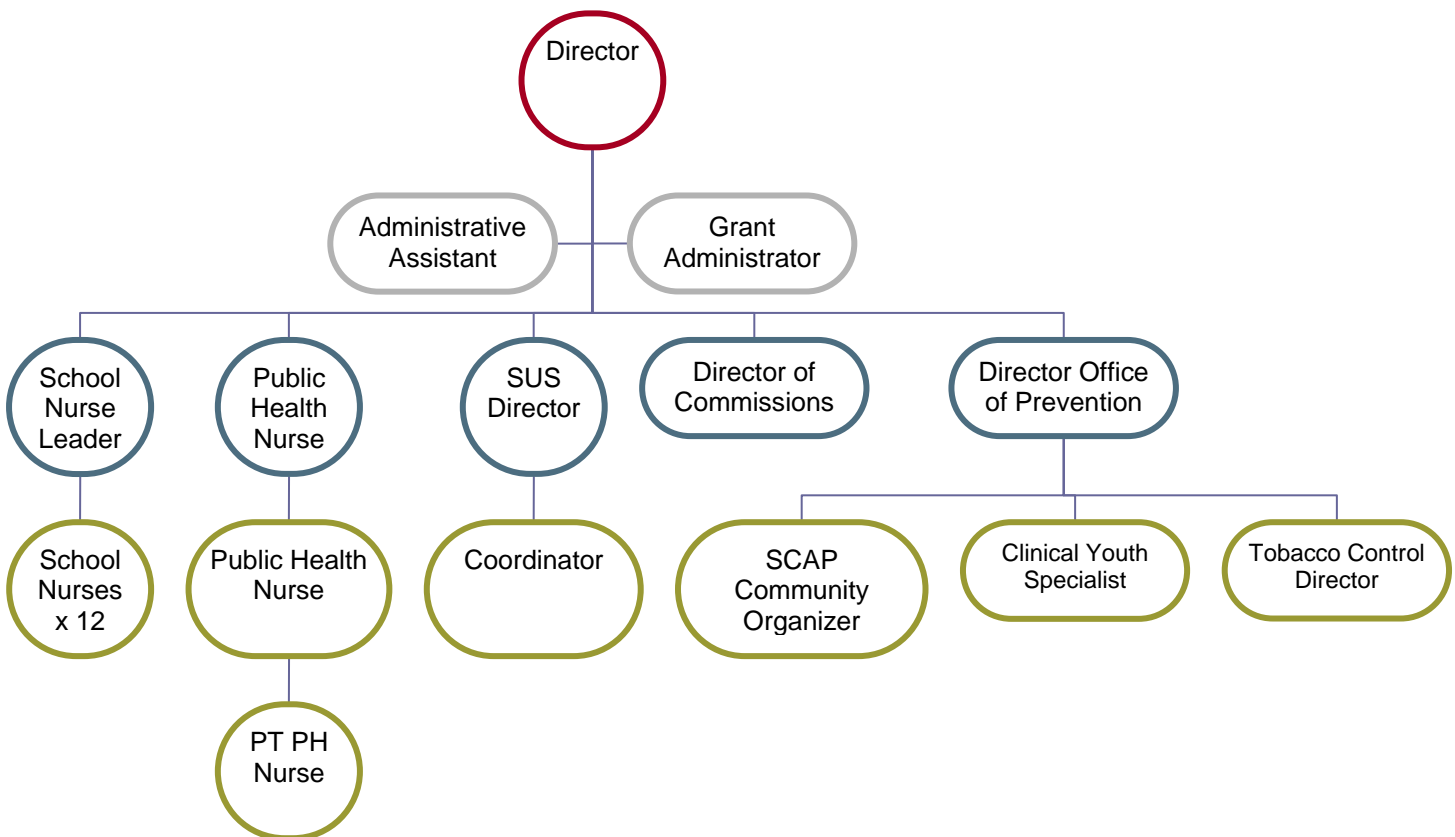 Director
Administrative
Assistant
Grant
Administrator
School
Nurse
Leader
Public
Health
Nurse
SUS
Director
Director of
Commissions
Director Office
of Prevention
School
Nurses
x 12
Public Health
Nurse
Coordinator
SCAP
Community
Organizer
Clinical Youth
Specialist
Tobacco Control
Director
PT PH
Nurse